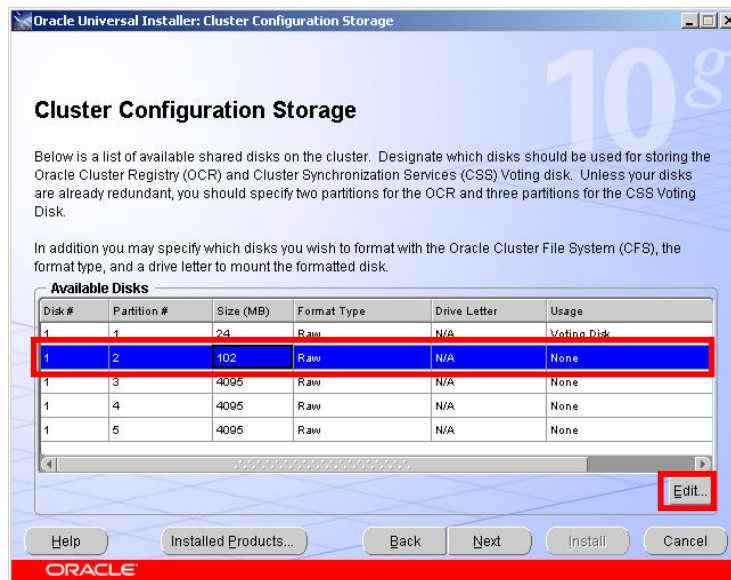 Oracle Universal Installer: Cluster Configuration Storage
10g
Cluster Configuration Storage
Below is a list of available shared disks on the cluster. Designate which disks should be used for storing the
Oracle Cluster Registry (OCR) and Cluster Synchronization Services (CSS) Voting disk. Unless your disks
are already redundant, you should specify two partitions for the OCR and three partitions for the CSS Voting
Disk.
In addition you may specify which disks you wish to format with the Oracle Cluster File System (CFS), the
format type, and a drive letter to mount the formatted disk.
Available Disks
Disk # Partition # Size (MB) Format Type Drive Letter Usage
1 1 24 Raw N/A Voting Disk
1 2 102 Raw N/A None
1 3 4095 Raw N/A None
1 4 4095 Raw N/A None
1 5 4095 Raw N/A None
Edit...
Help Installed Products... Back Next Install Cancel
ORACLE